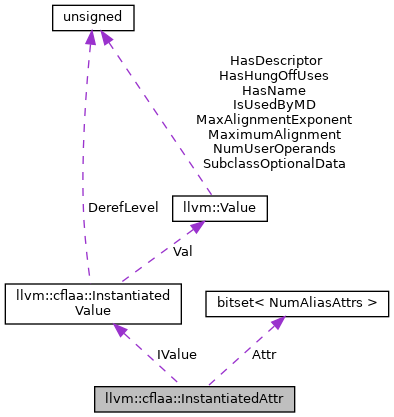 unsigned
HasDescriptor
HasHungOffUses
HasName
IsUsedByMD
MaxAlignmentExponent
MaximumAlignment
NumUserOperands
SubclassOptionalData
DerefLevel
llvm::Value
Val
llvm::cflaa::Instantiated
Value
bitset< NumAliasAttrs >
IValue
Attr
llvm::cflaa::InstantiatedAttr